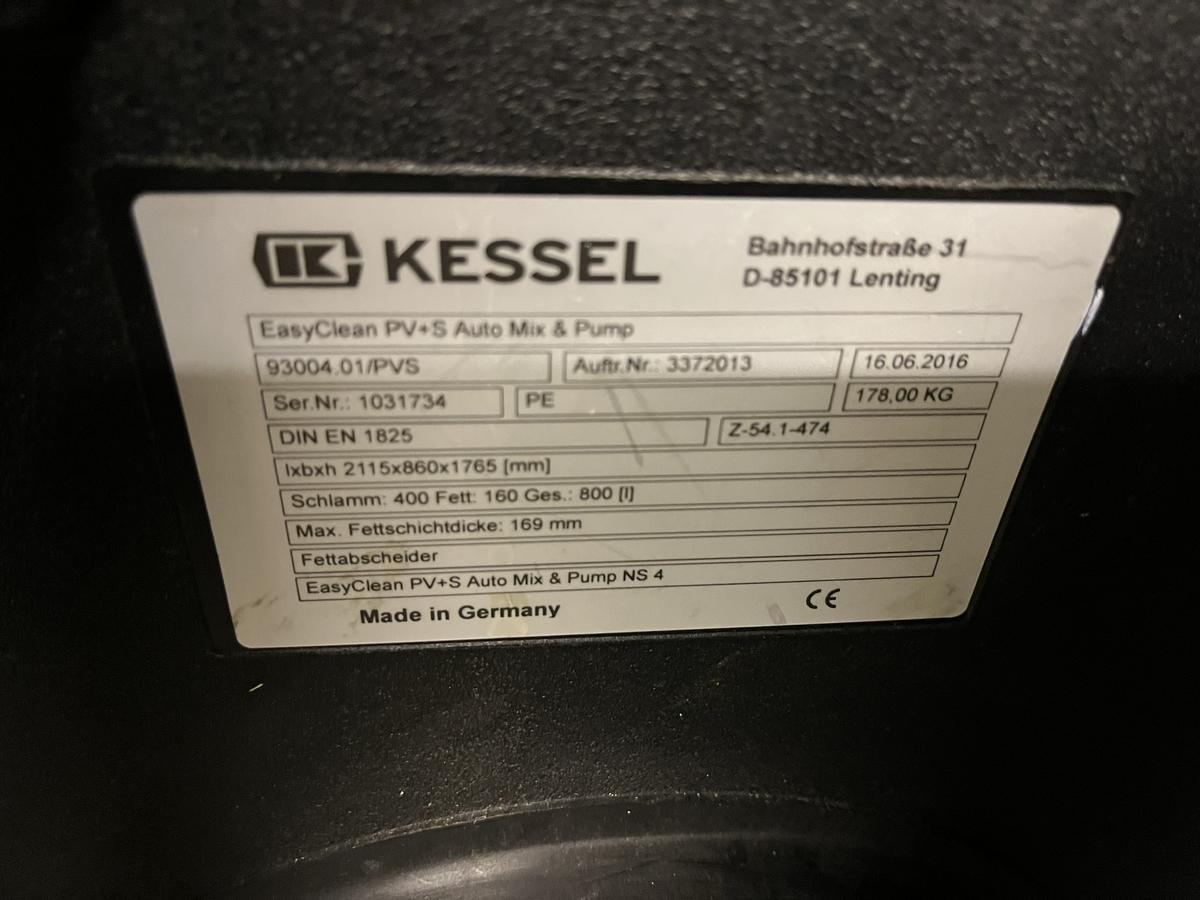 KESSEL
Bahnhofstraße 31
D-85101 Lenting
EasyClean PV+S Auto Mix & Pump
93004.01/PVS Auftr.Nr.: 3372013 16.06.2016
Ser.Nr.: 1031734 PE 178,00 KG
DIN EN 1825 Z-54.1-474
lxbxh 2115x860x1765 [mm]
Schlamm: 400 Fett: 160 Ges.: 800 [l]
Max. Fettschichtdicke: 169 mm
Fettabscheider
EasyClean PV+S Auto Mix & Pump NS 4
Made in Germany CE